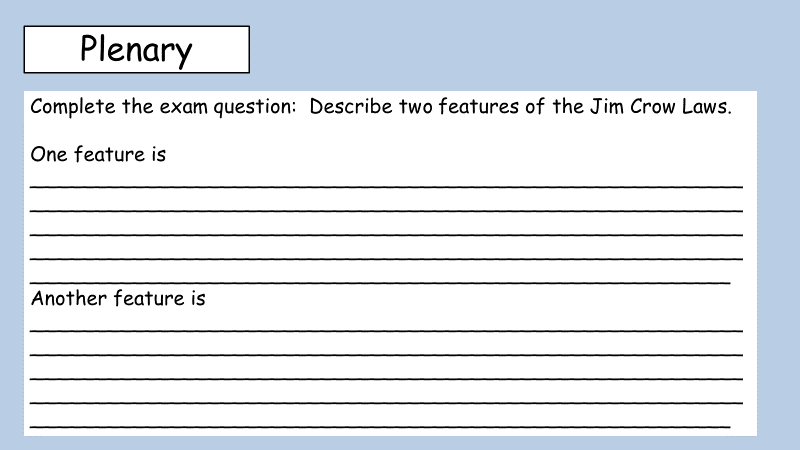 Plenary
Complete the exam question:  Describe two features of the Jim Crow Laws.
One feature is
Another feature is